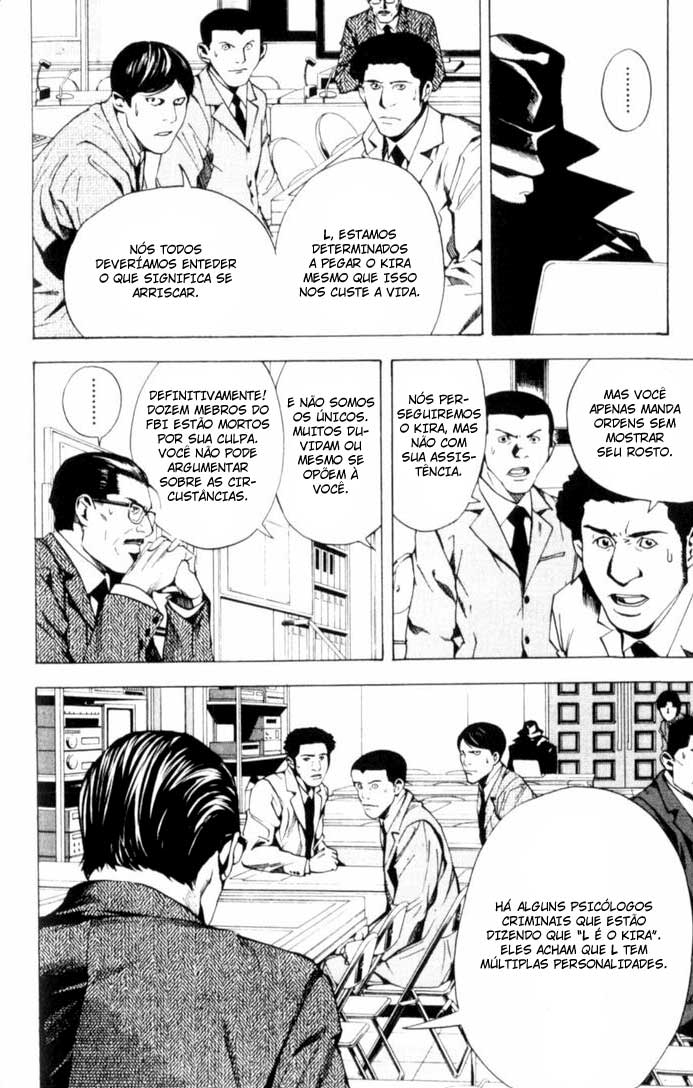 ........
L, ESTAMOS
DETERMINADOS
A PEGAR O KIRA
MESMO QUE ISSO
NOS CUSTE A VIDA.
NÓS TODOS
DEVERÍAMOS ENTEDER
O QUE SIGNIFICA SE
ARRISCAR.
MAS VOCÊ
APENAS MANDA
ORDENS SEM
MOSTRAR
SEU ROSTO.
NÓS PER-
SEGUIREMOS
O KIRA, MAS
NÃO COM
SUA ASSIS-
TÊNCIA.
E NÃO SOMOS
OS ÚNICOS.
MUITOS DU-
VIDAM OU
MESMO SE
OPÕEM À
VOCÊ.
DEFINITIVAMENTE!
DOZEM MEBROS DO
FBI ESTÃO MORTOS
POR SUA CULPA.
VOCÊ NÃO PODE
ARGUMENTAR
SOBRE AS CIR-
CUSTÂNCIAS.
........
HÁ ALGUNS PSICÓLOGOS
CRIMINAIS QUE ESTÃO
DIZENDO QUE "L É O KIRA".
ELES ACHAM QUE L TEM
MÚLTIPLAS PERSONALIDADES.